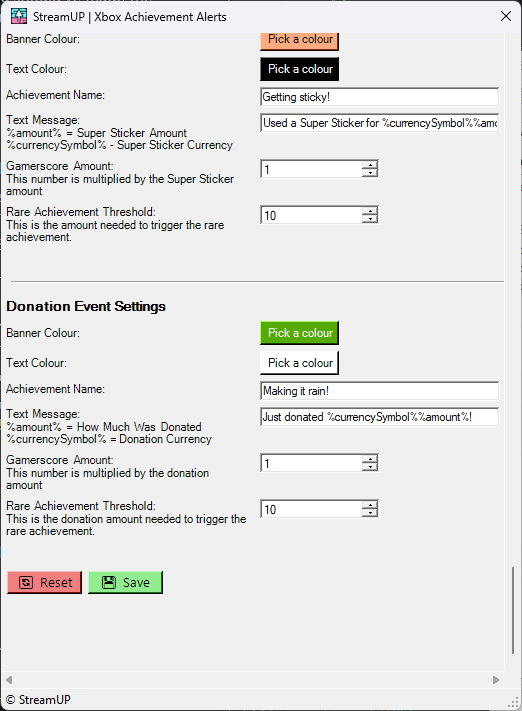 StreamUP | Xbox Achievement Alerts
Banner Colour:
Pick a colour
Text Colour:
Pick a colour
Achievement Name:
Getting sticky!
Text Message:
%amount% = Super Sticker Amount
%currencySymbol% - Super Sticker Currency
Used a Super Sticker for %currencySymbol%%amo
Gamerscore Amount:
This number is multiplied by the Super Sticker
amount
1
Rare Achievement Threshold:
This is the amount needed to trigger the rare
achievement.
10
Donation Event Settings
Banner Colour:
Pick a colour
Text Colour:
Pick a colour
Achievement Name:
Making it rain!
Text Message:
%amount% = How Much Was Donated
%currencySymbol% = Donation Currency
Just donated %currencySymbol%%amount%!
Gamerscore Amount:
This number is multiplied by the donation
amount
1
Rare Achievement Threshold:
This is the donation amount needed to trigger the
rare achievement.
10
Reset
Save
© StreamUP